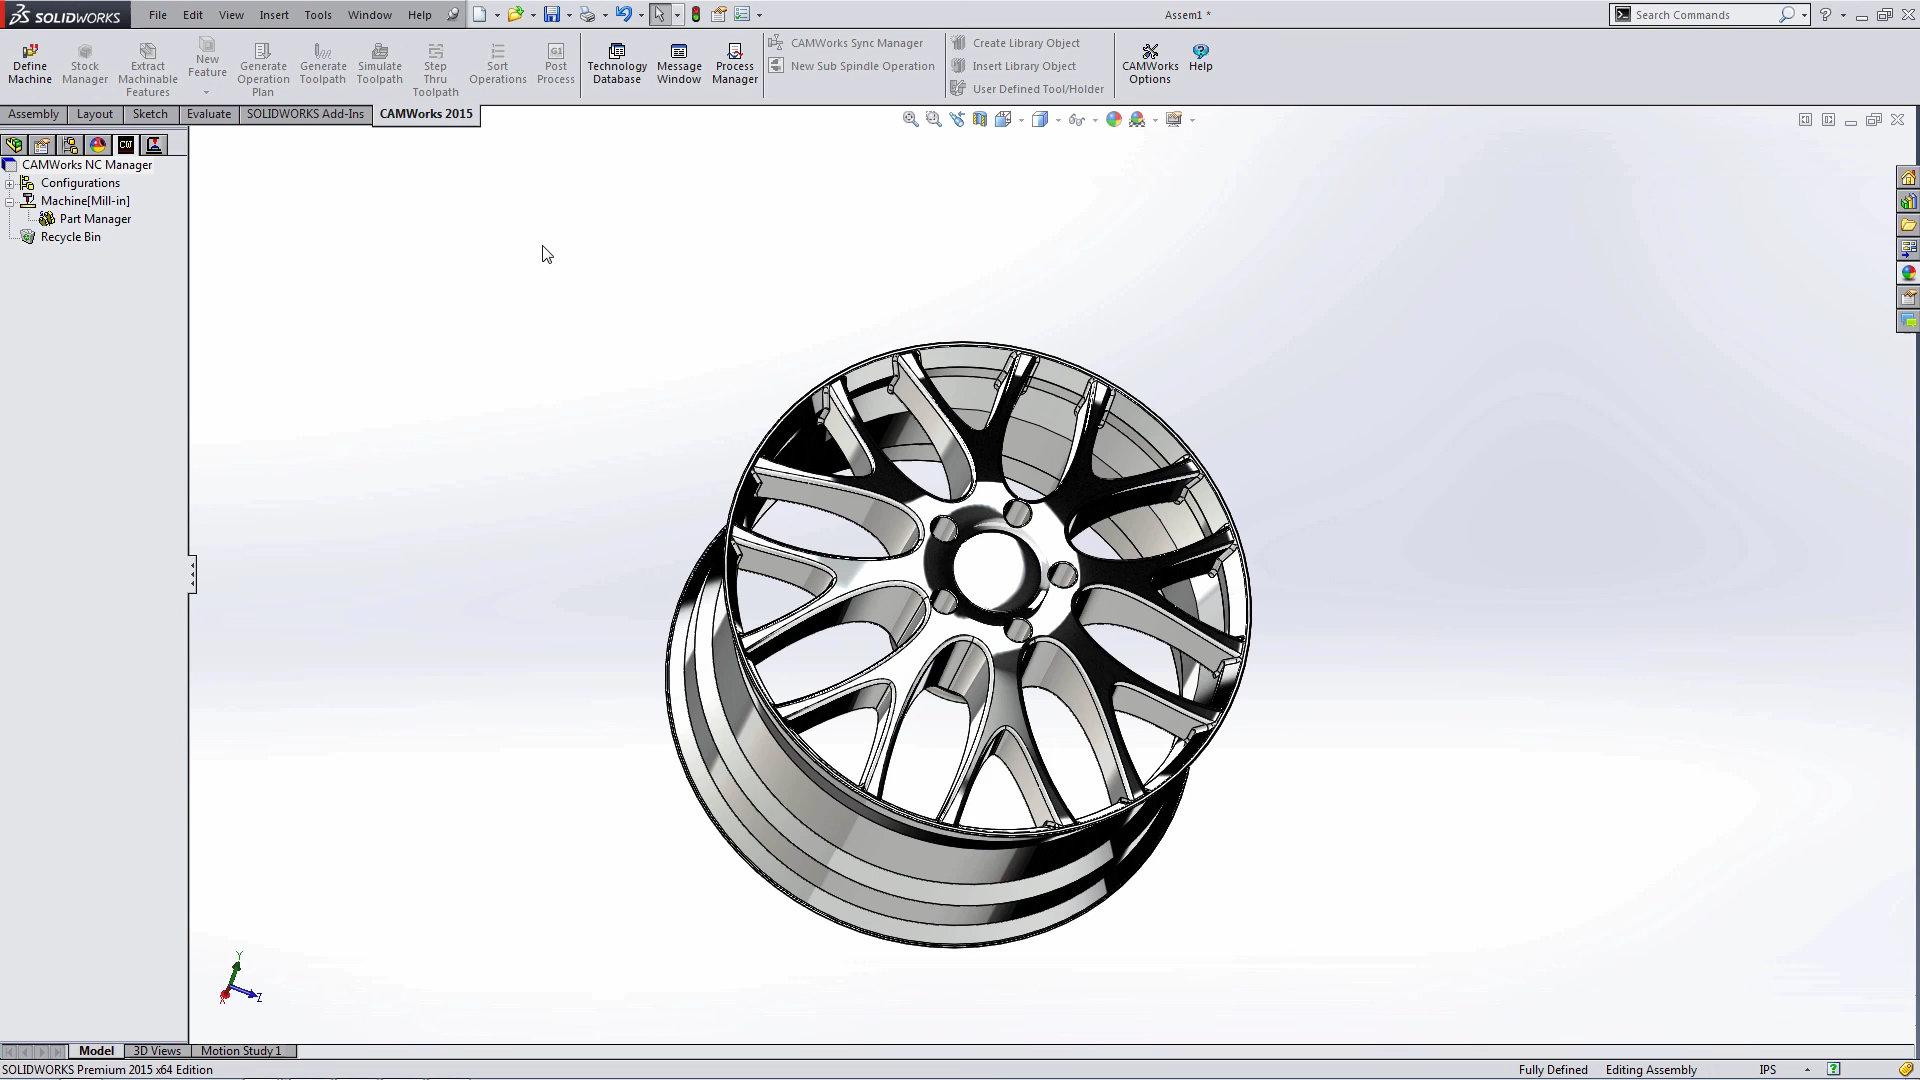 SOLIDWORKS File Edit View Insert Tools Window Help Assem1 * Search Commands
Define Machine
Stock Manager
Extract Machinable Features
New Feature
Generate Operation Plan
Generate Toolpath
Simulate Toolpath
Step Thru Toolpath
Sort Operations
G1 Post Process
Technology Database
Message Window
Process Manager
CAMWorks Sync Manager
New Sub Spindle Operation
Create Library Object
Insert Library Object
User Defined Tool/Holder
CAMWorks Options
Help
Assembly Layout Sketch Evaluate SOLIDWORKS Add-Ins CAMWorks 2015
CW
CAMWorks NC Manager
Configurations
Machine[Mill-in]
Part Manager
Recycle Bin
Y
X
Z
Model 3D Views Motion Study 1
SOLIDWORKS Premium 2015 x64 Edition Fully Defined Editing Assembly IPS